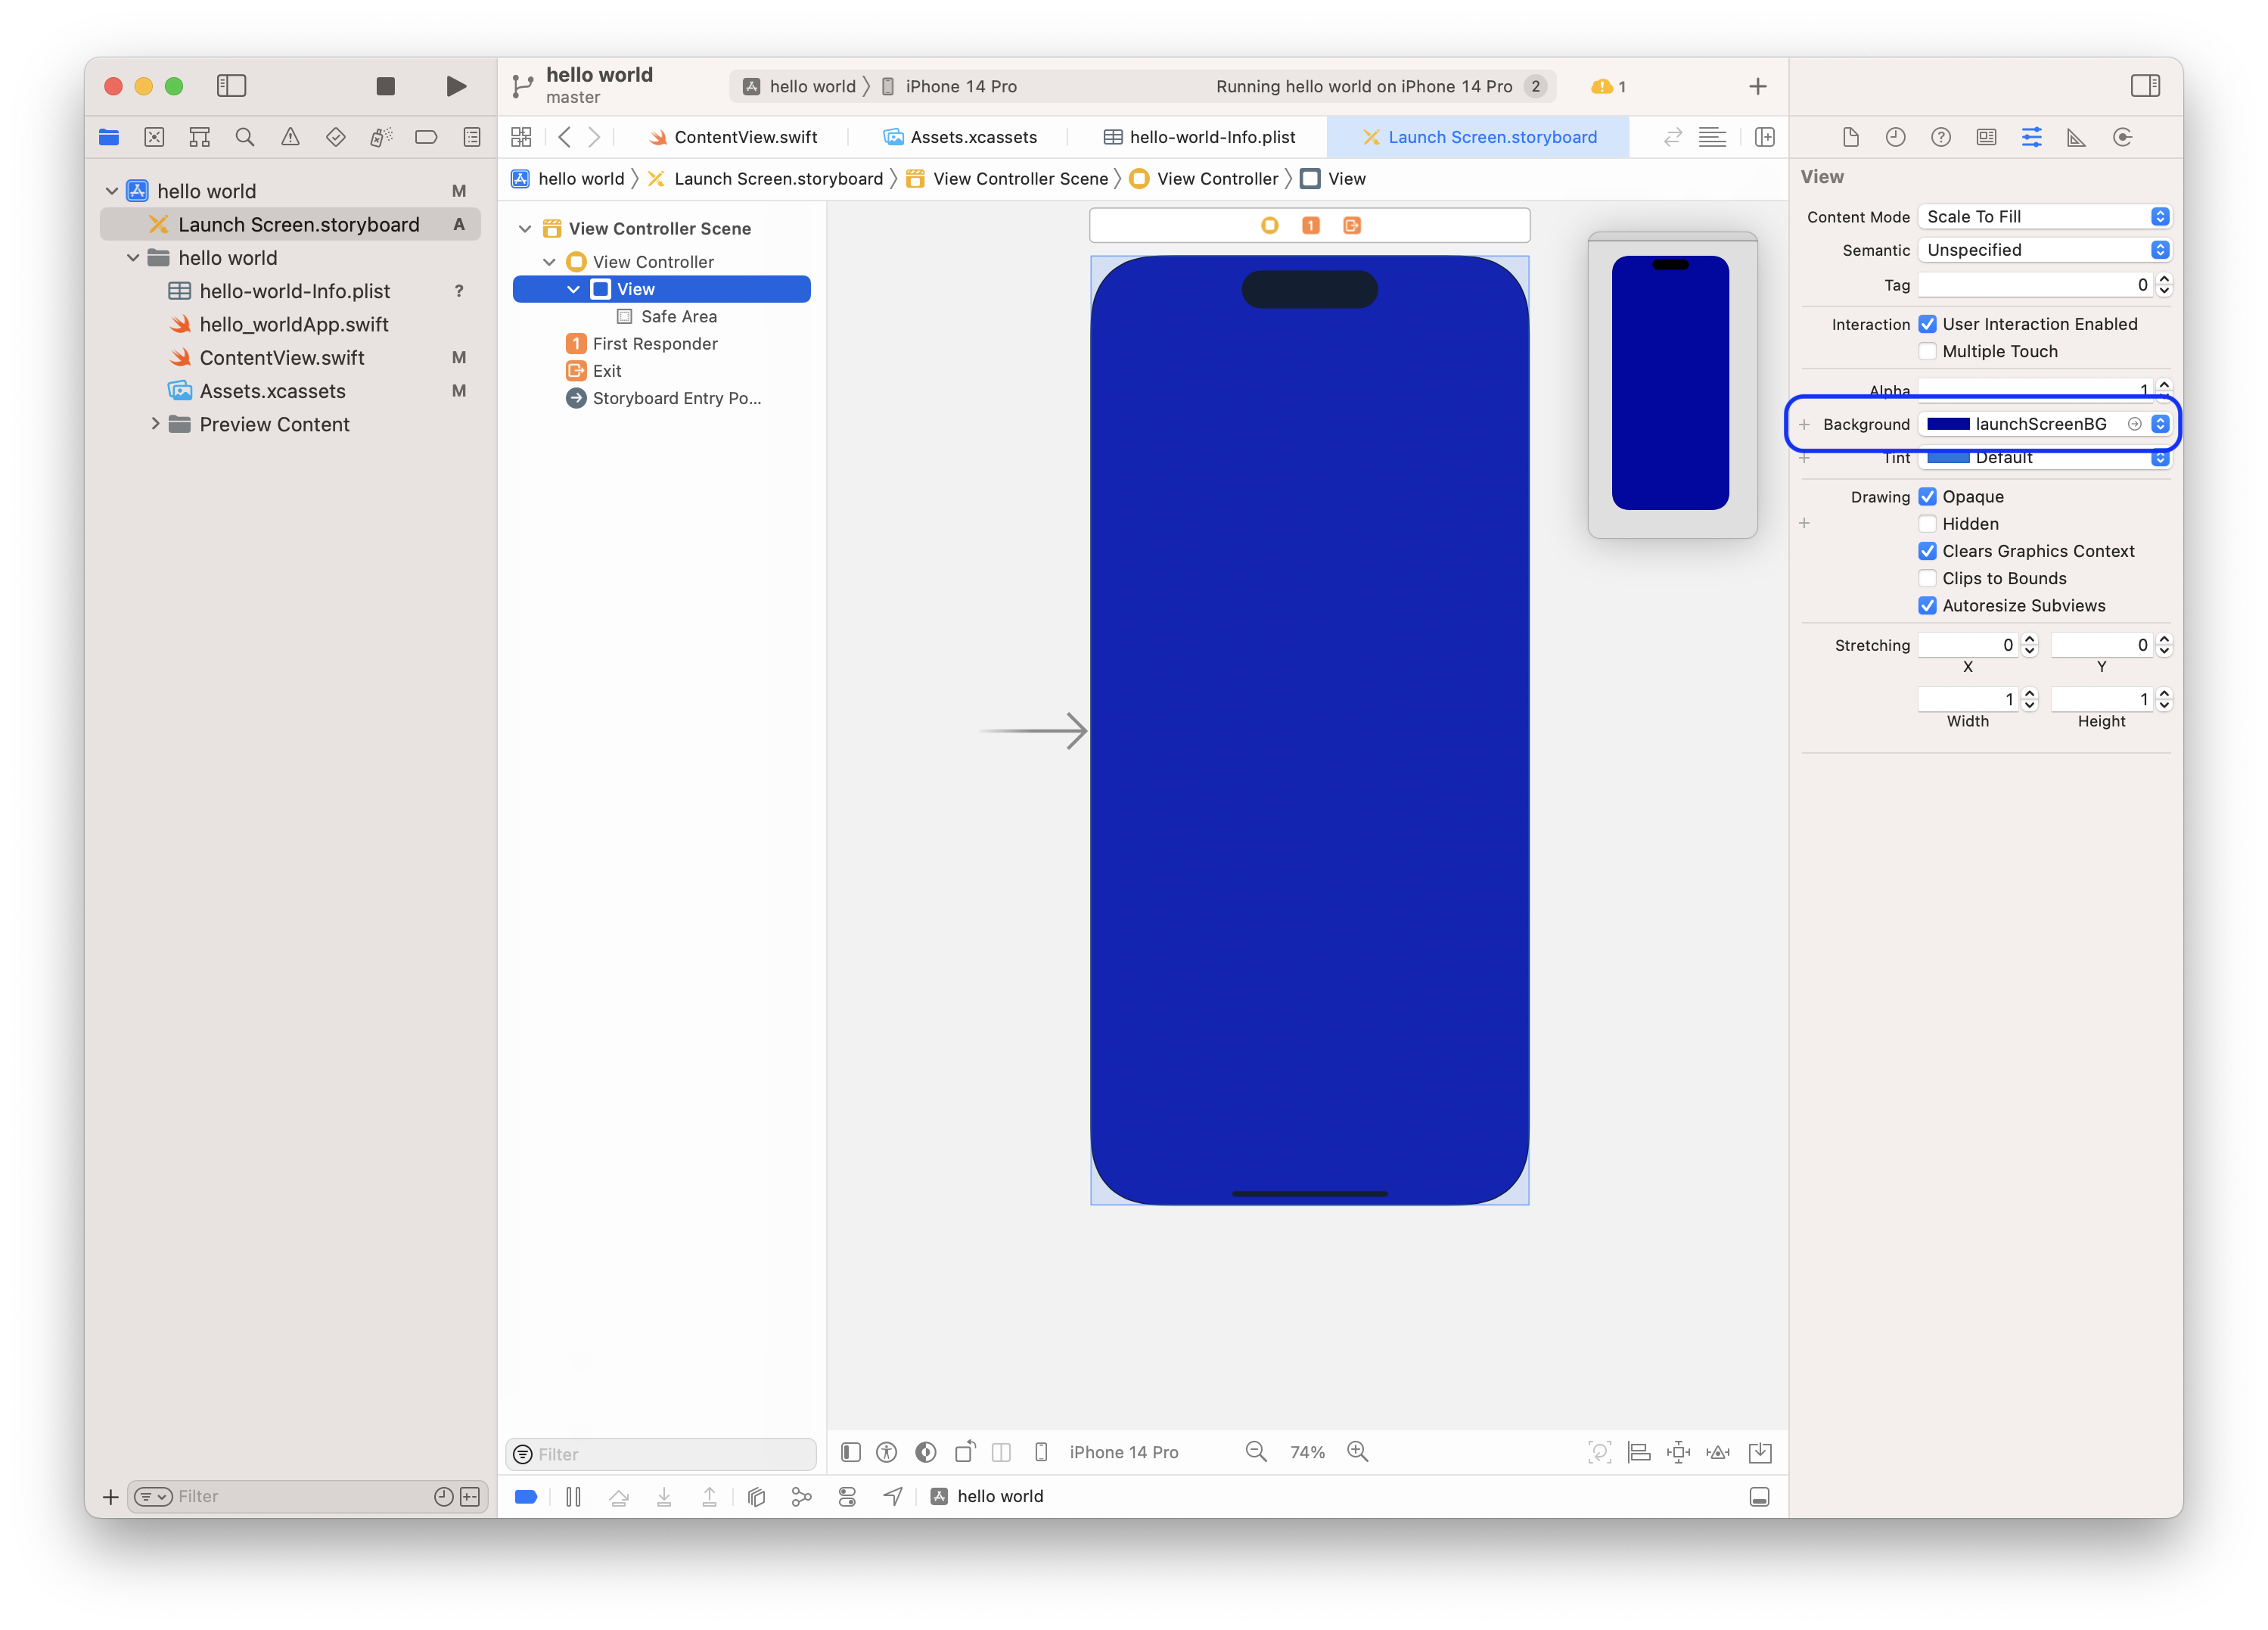 hello world
master
hello world
iPhone 14 Pro
Running hello world on iPhone 14 Pro
2
1
ContentView.swift
Assets.xcassets
hello-world-Info.plist
Launch Screen.storyboard
hello world
Launch Screen.storyboard
View Controller Scene
View Controller
View
hello world M
Launch Screen.storyboard A
hello world
hello-world-Info.plist ?
hello_worldApp.swift
ContentView.swift M
Assets.xcassets M
Preview Content
Filter
View Controller Scene
View Controller
View
Safe Area
1 First Responder
Exit
Storyboard Entry Po...
Filter
1
iPhone 14 Pro
74%
hello world
View
Content Mode Scale To Fill
Semantic Unspecified
Tag 0
Interaction User Interaction Enabled
Multiple Touch
Alpha 1
Background launchScreenBG
Tint Default
Drawing Opaque
Hidden
Clears Graphics Context
Clips to Bounds
Autoresize Subviews
Stretching 0 0
X Y
1 1
Width Height